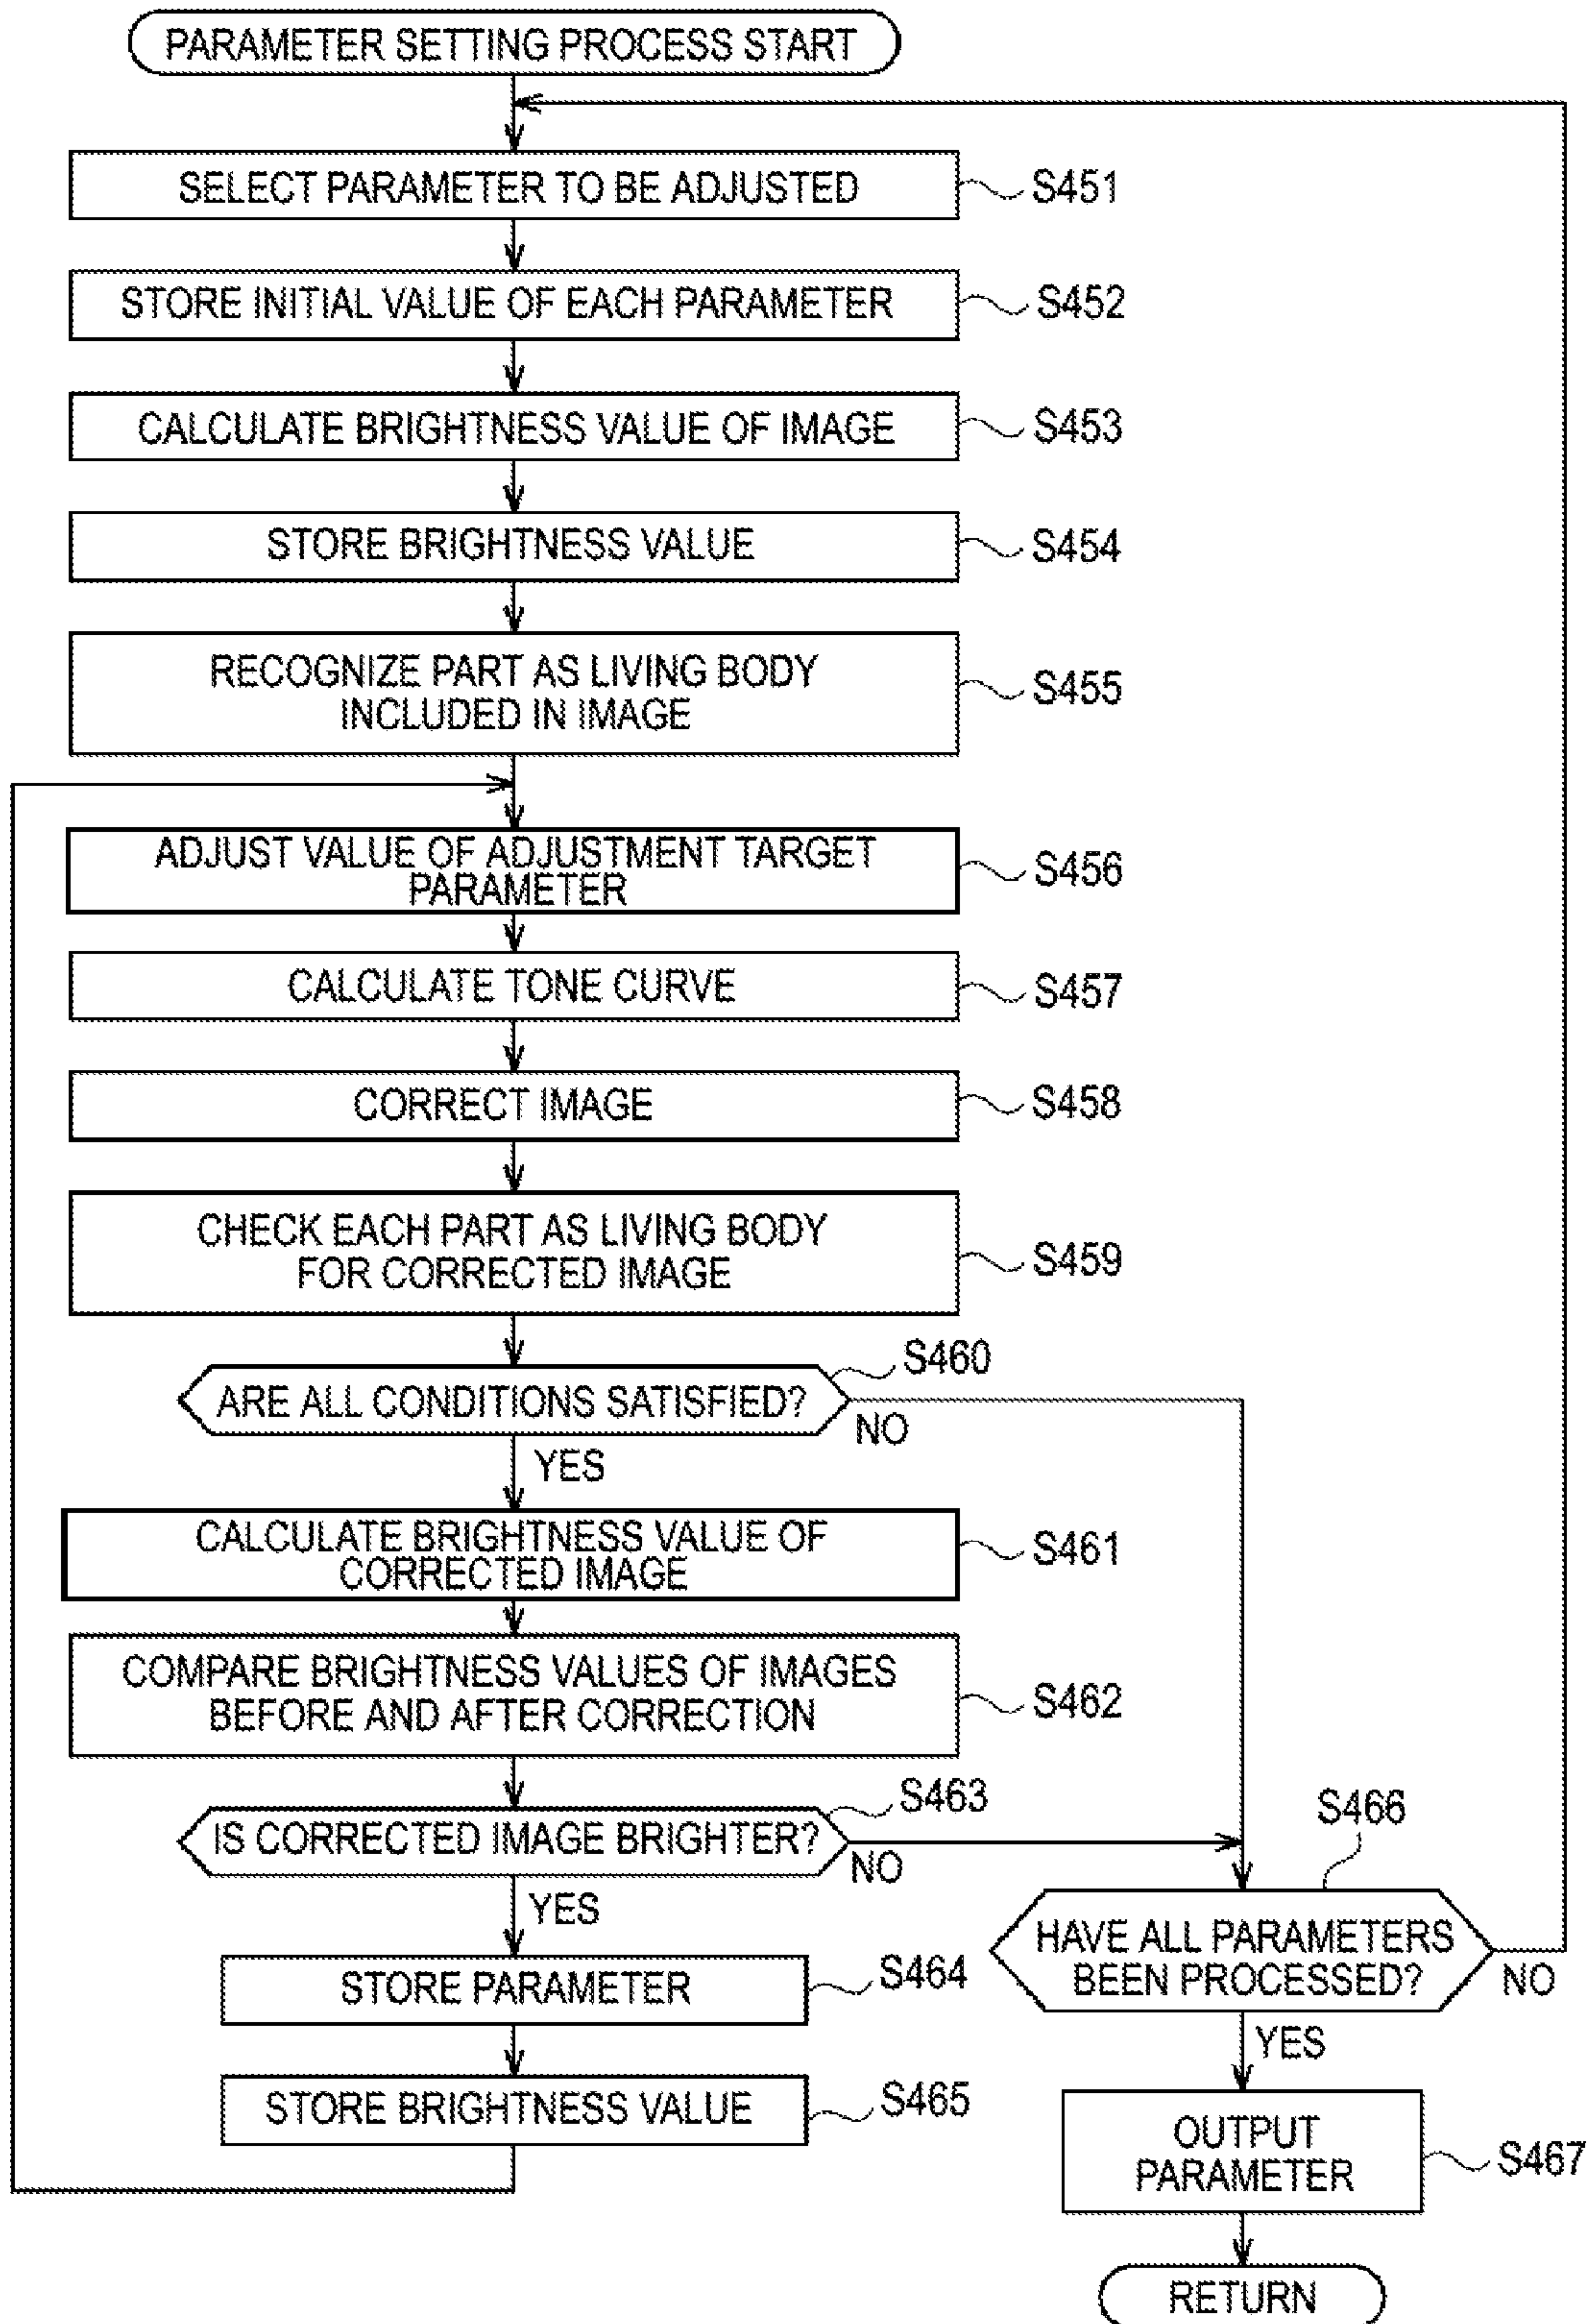 PARAMETER SETTING PROCESS START
SELECT PARAMETER TO BE ADJUSTED
S451
STORE INITIAL VALUE OF EACH PARAMETER
S452
CALCULATE BRIGHTNESS VALUE OF IMAGE
S453
STORE BRIGHTNESS VALUE
S454
RECOGNIZE PART AS LIVING BODY
INCLUDED IN IMAGE
S455
ADJUST VALUE OF ADJUSTMENT TARGET
PARAMETER
S456
CALCULATE TONE CURVE
S457
CORRECT IMAGE
S458
CHECK EACH PART AS LIVING BODY
FOR CORRECTED IMAGE
S459
S460
ARE ALL CONDITIONS SATISFIED?
NO
YES
CALCULATE BRIGHTNESS VALUE OF
CORRECTED IMAGE
S461
COMPARE BRIGHTNESS VALUES OF IMAGES
BEFORE AND AFTER CORRECTION
S462
S463
IS CORRECTED IMAGE BRIGHTER?
NO
YES
STORE PARAMETER
S464
STORE BRIGHTNESS VALUE
S465
S466
HAVE ALL PARAMETERS
BEEN PROCESSED?
NO
YES
OUTPUT
PARAMETER
S467
RETURN